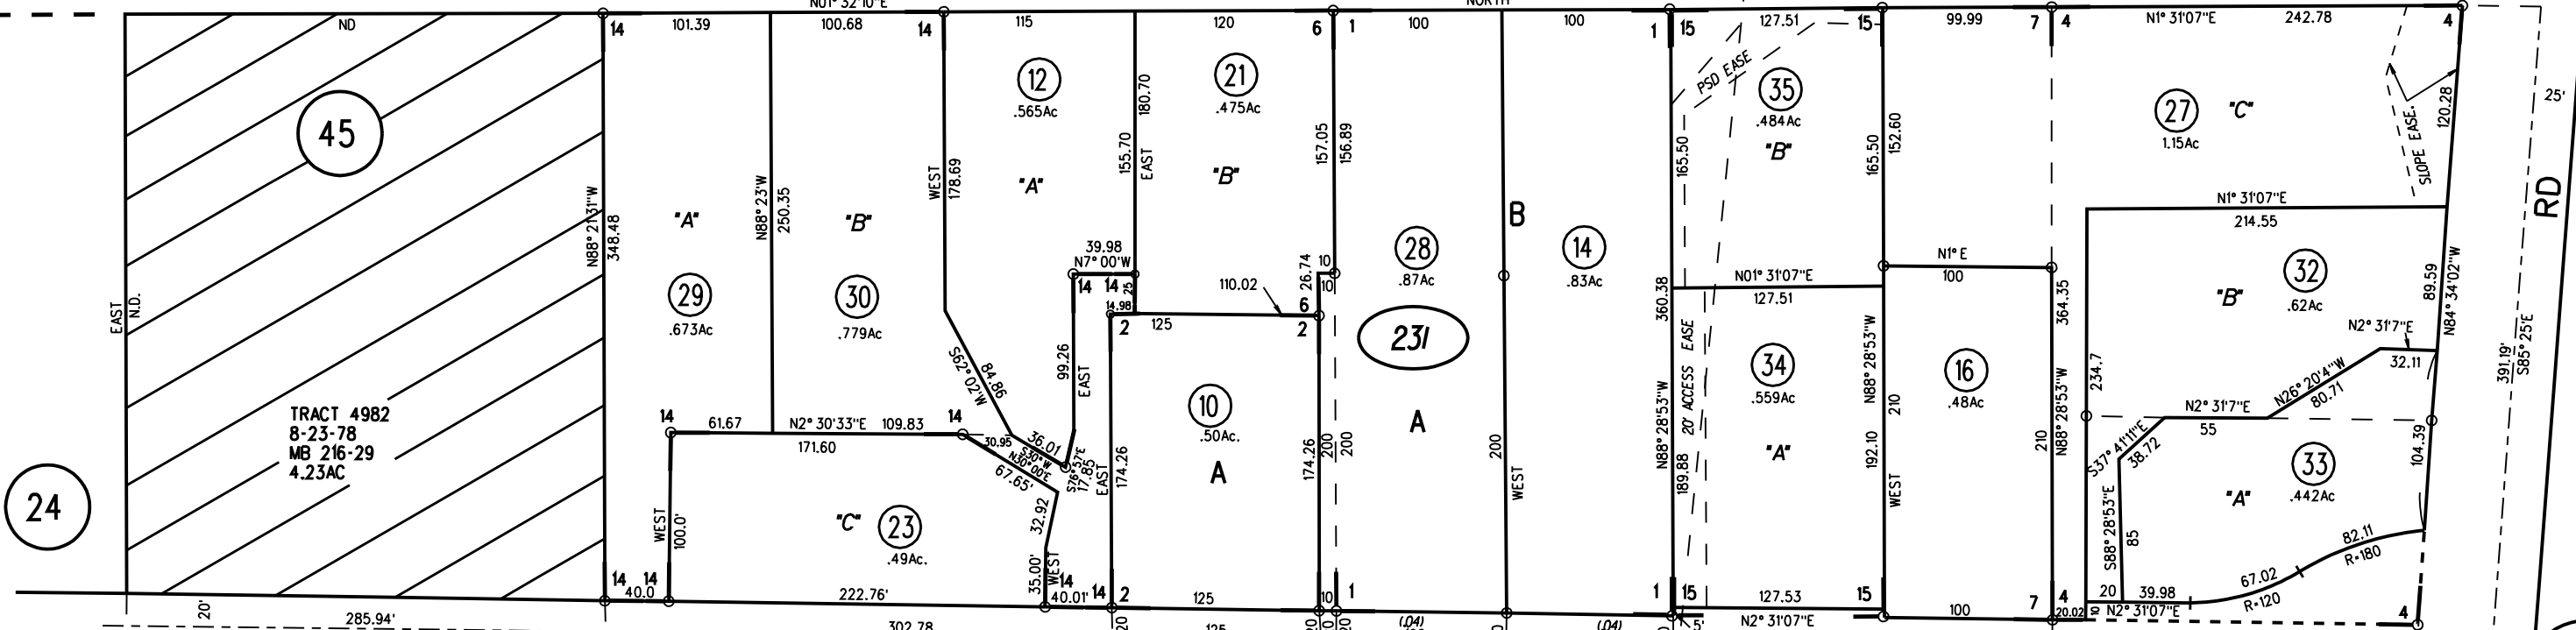 N01° 32'10"E
NORTH
ND
14
101.39
100.68
14
115
120
6
1
100
100
1
15
127.51
15
99.99
7
4
N1° 31'07"E
242.78
4
45
12
.565Ac
21
.475Ac
35
.484Ac
"B"
PSD EASE
27
"C"
1.15Ac
SLOPE EASE.
120.28
25'
RD
180.70
155.70
EAST
157.05
156.89
165.50
165.50
152.60
WEST
178.69
"A"
"B"
N88° 21'31"W
348.48
"A"
N88° 23'W
250.35
"B"
B
N1° 31'07"E
214.55
39.98
N7° 00'W
14
14
25
14.98
2
125
110.02
26.74
10
10
6
2
28
.87Ac
14
.83Ac
N01° 31'07"E
127.51
N1° E
100
32
"B"
.62Ac
89.59
N84° 34'02"W
EAST
N.D.
29
.673Ac
30
.779Ac
231
360.38
20' ACCESS EASE
364.35
N2° 31'7"E
32.11
391.19'
S85° 25'E
S62° 02'W
84.86
99.26
EAST
34
.559Ac
"A"
16
.48Ac
234.7
N26° 20'4"W
80.71
TRACT 4982
8-23-78
MB 216-29
4.23AC
14
61.67
N2° 30'33"E
109.83
14
171.60
30.95
36.01
S30° W
N30° 00'E
67.65'
S76° 57'E
17.85
EAST
174.26
10
.50Ac.
A
174.26
200
200
A
200
WEST
N88° 28'53"W
189.88
N88° 28'53"W
210
192.10
WEST
210
N88° 28'53"W
N2° 31'7"E
55
S37° 41'11"E
38.72
104.39
33
.442Ac
"A"
24
WEST
100.0'
"C"
23
.49Ac.
32.92
35.00'
WEST
S88° 28'53"E
85
82.11
R=180
67.02
R=120
14
14
40.0
222.76'
14
40.01'
14
2
125
10
1
1
15
127.53
15
100
7
4
20.02
20
39.98
10
N2° 31'07"E
4
20'
285.94'
302.78
20
125
20
10
20
(.04)
(.04)
5'
N2° 31'07"E